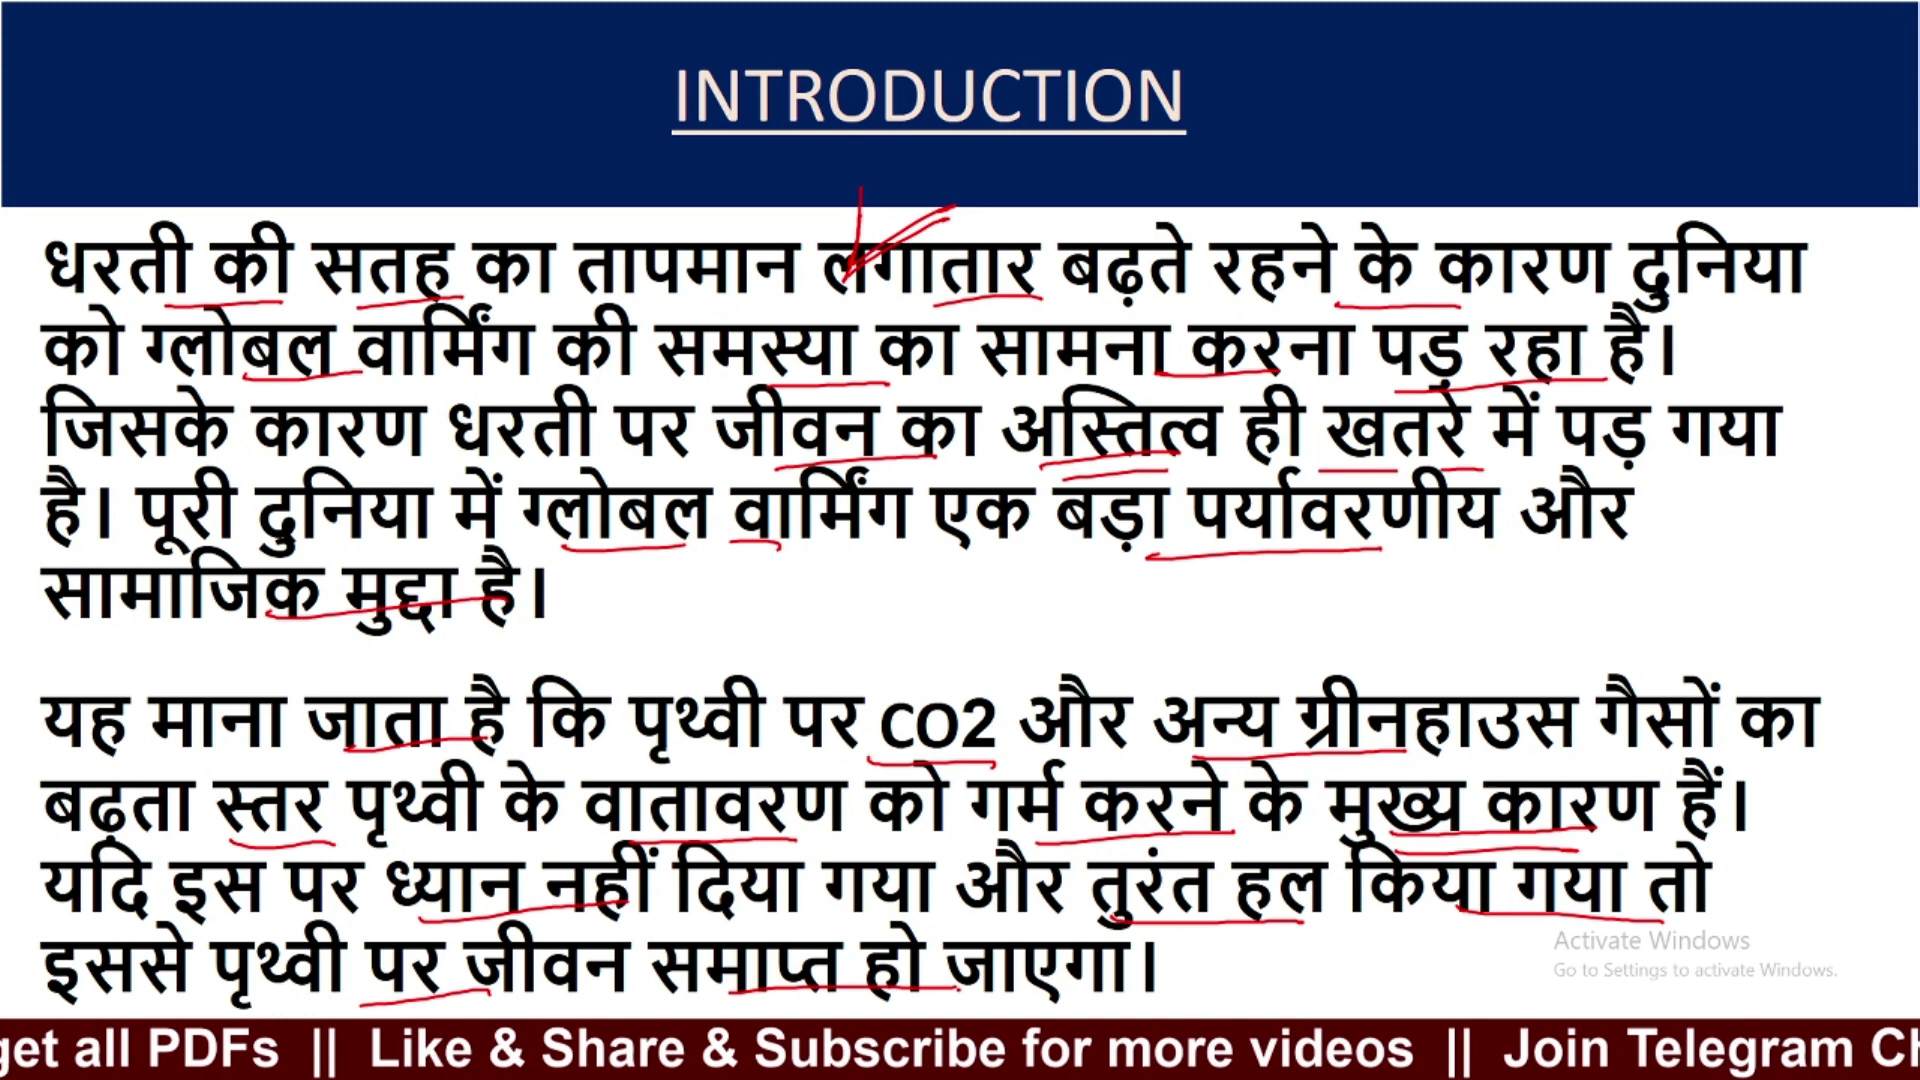 INTRODUCTION
धरती की सतह का तापमान लगातार बढ़ते रहने के कारण दुनिया
को ग्लोबल वार्मिंग की समस्या का सामना करना पड़ रहा है।
जिसके कारण धरती पर जीवन का अस्तित्व ही खतरे में पड़ गया
है। पूरी दुनिया में ग्लोबल वार्मिंग एक बड़ा पर्यावरणीय और
सामाजिक मुद्दा है।
यह माना जाता है कि पृथ्वी पर CO2 और अन्य ग्रीनहाउस गैसों का
बढ़ता स्तर पृथ्वी के वातावरण को गर्म करने के मुख्य कारण हैं।
यदि इस पर ध्यान नहीं दिया गया और तुरंत हल किया गया तो
इससे पृथ्वी पर जीवन समाप्त हो जाएगा।
Activate Windows
Go to Settings to activate Windows.
get all PDFs || Like & Share & Subscribe for more videos || Join Telegram Ch